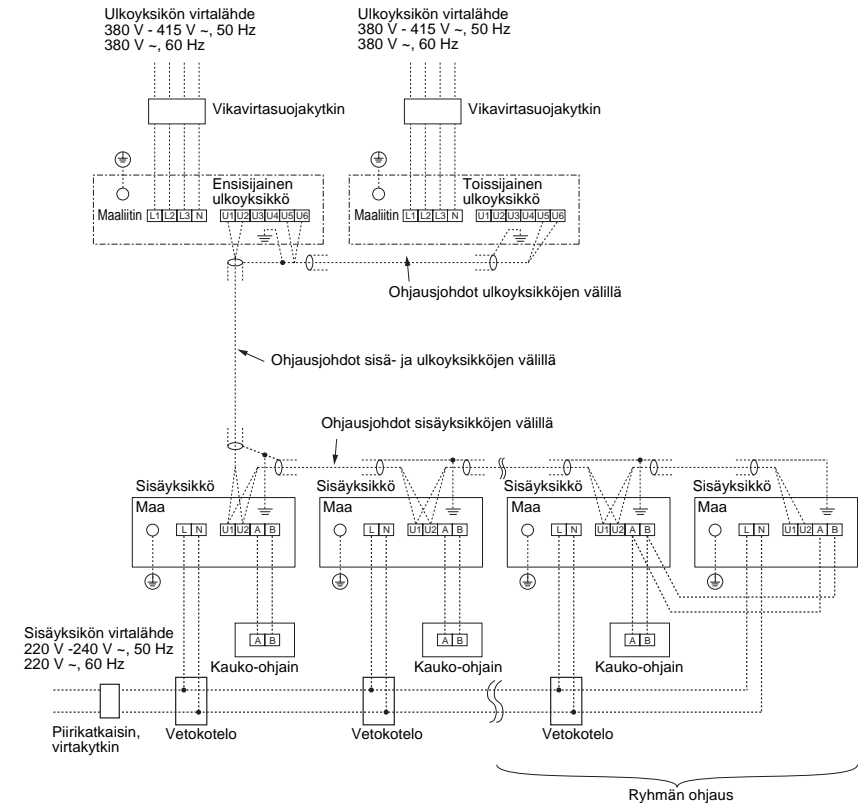 Ulkoyksikön virtalähde
380 V - 415 V ~, 50 Hz
380 V ~, 60 Hz
Ulkoyksikön virtalähde
380 V - 415 V ~, 50 Hz
380 V ~, 60 Hz
Vikavirtasuojakytkin
Vikavirtasuojakytkin
Ensisijainen
ulkoyksikkö
Maaliitin L1 L2 L3 N U1 U2 U3 U4 U5 U6
Toissijainen
ulkoyksikkö
Maaliitin L1 L2 L3 N U1 U2 U3 U4 U5 U6
Ohjausjohdot ulkoyksikköjen välillä
Ohjausjohdot sisä- ja ulkoyksikköjen välillä
Ohjausjohdot sisäyksikköjen välillä
Sisäyksikkö
Maa
L N U1 U2 A B
Sisäyksikkö
Maa
L N U1 U2 A B
Sisäyksikkö
Maa
L N U1 U2 A B
Sisäyksikkö
Maa
L N U1 U2 A B
A B
Kauko-ohjain
A B
Kauko-ohjain
A B
Kauko-ohjain
Sisäyksikön virtalähde
220 V -240 V ~, 50 Hz
220 V ~, 60 Hz
Piirikatkaisin,
virtakytkin
Vetokotelo
Vetokotelo
Vetokotelo
Ryhmän ohjaus